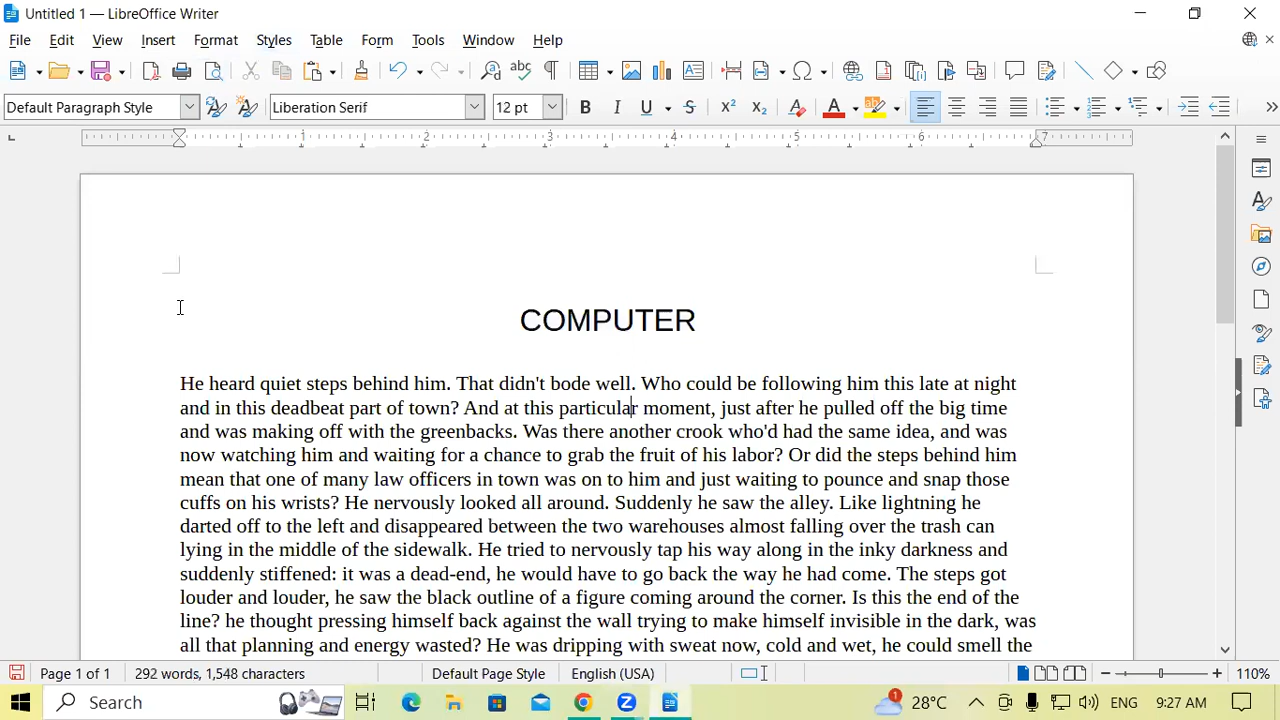 Untitled 1 — LibreOffice Writer
File Edit View Insert Format Styles Table Form Tools Window Help
Default Paragraph Style Liberation Serif 12 pt
1 2 3 4 5 6 7
COMPUTER
He heard quiet steps behind him. That didn't bode well. Who could be following him this late at night
and in this deadbeat part of town? And at this particular moment, just after he pulled off the big time
and was making off with the greenbacks. Was there another crook who'd had the same idea, and was
now watching him and waiting for a chance to grab the fruit of his labor? Or did the steps behind him
mean that one of many law officers in town was on to him and just waiting to pounce and snap those
cuffs on his wrists? He nervously looked all around. Suddenly he saw the alley. Like lightning he
darted off to the left and disappeared between the two warehouses almost falling over the trash can
lying in the middle of the sidewalk. He tried to nervously tap his way along in the inky darkness and
suddenly stiffened: it was a dead-end, he would have to go back the way he had come. The steps got
louder and louder, he saw the black outline of a figure coming around the corner. Is this the end of the
line? he thought pressing himself back against the wall trying to make himself invisible in the dark, was
all that planning and energy wasted? He was dripping with sweat now, cold and wet, he could smell the
Page 1 of 1 292 words, 1,548 characters Default Page Style English (USA) 110%
Search 1 28°C ENG 9:27 AM